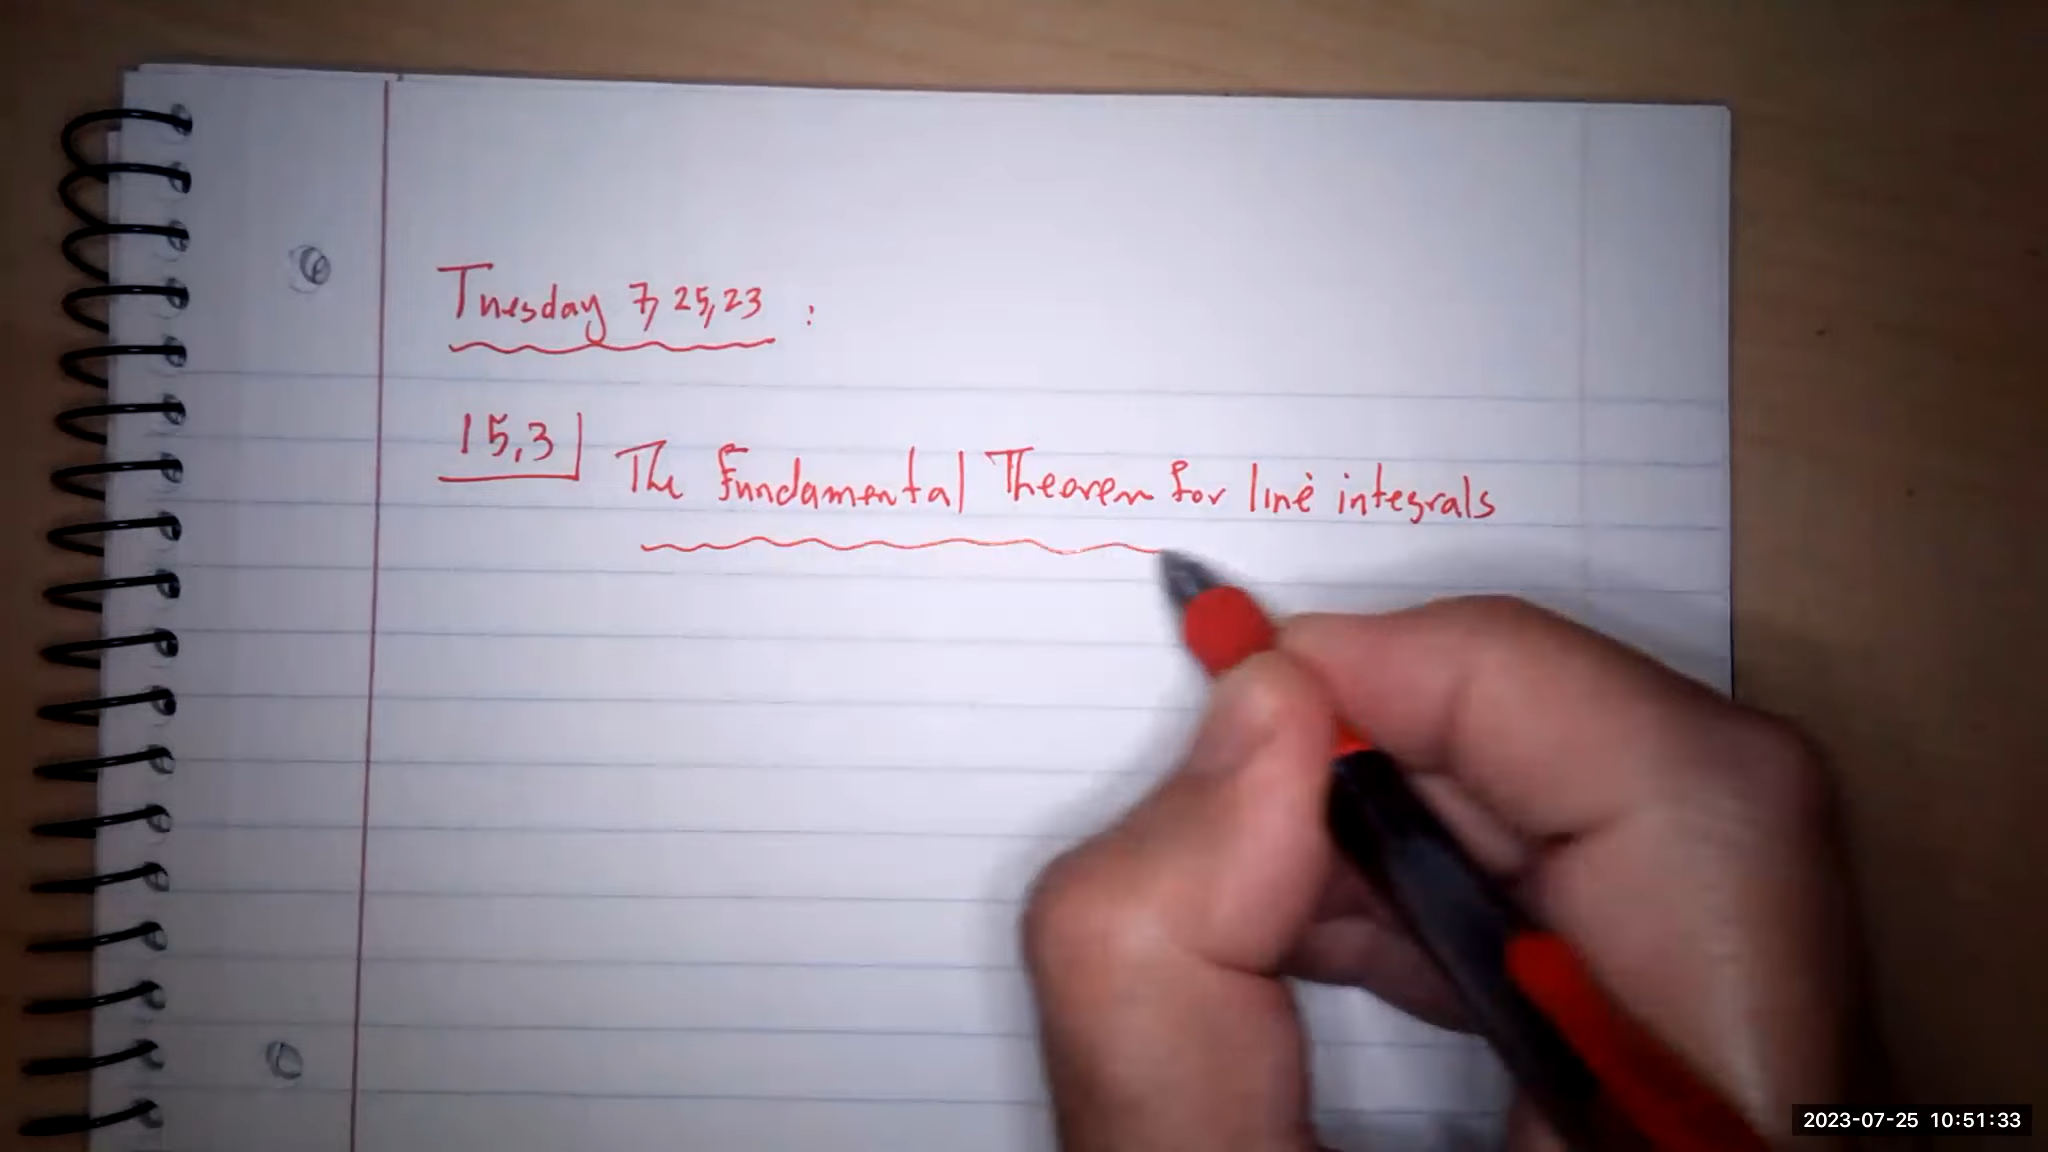 Tuesday 7, 25, 23 :
15,3
The Fundamental Theorem for line integrals
2023-07-25 10:51:33